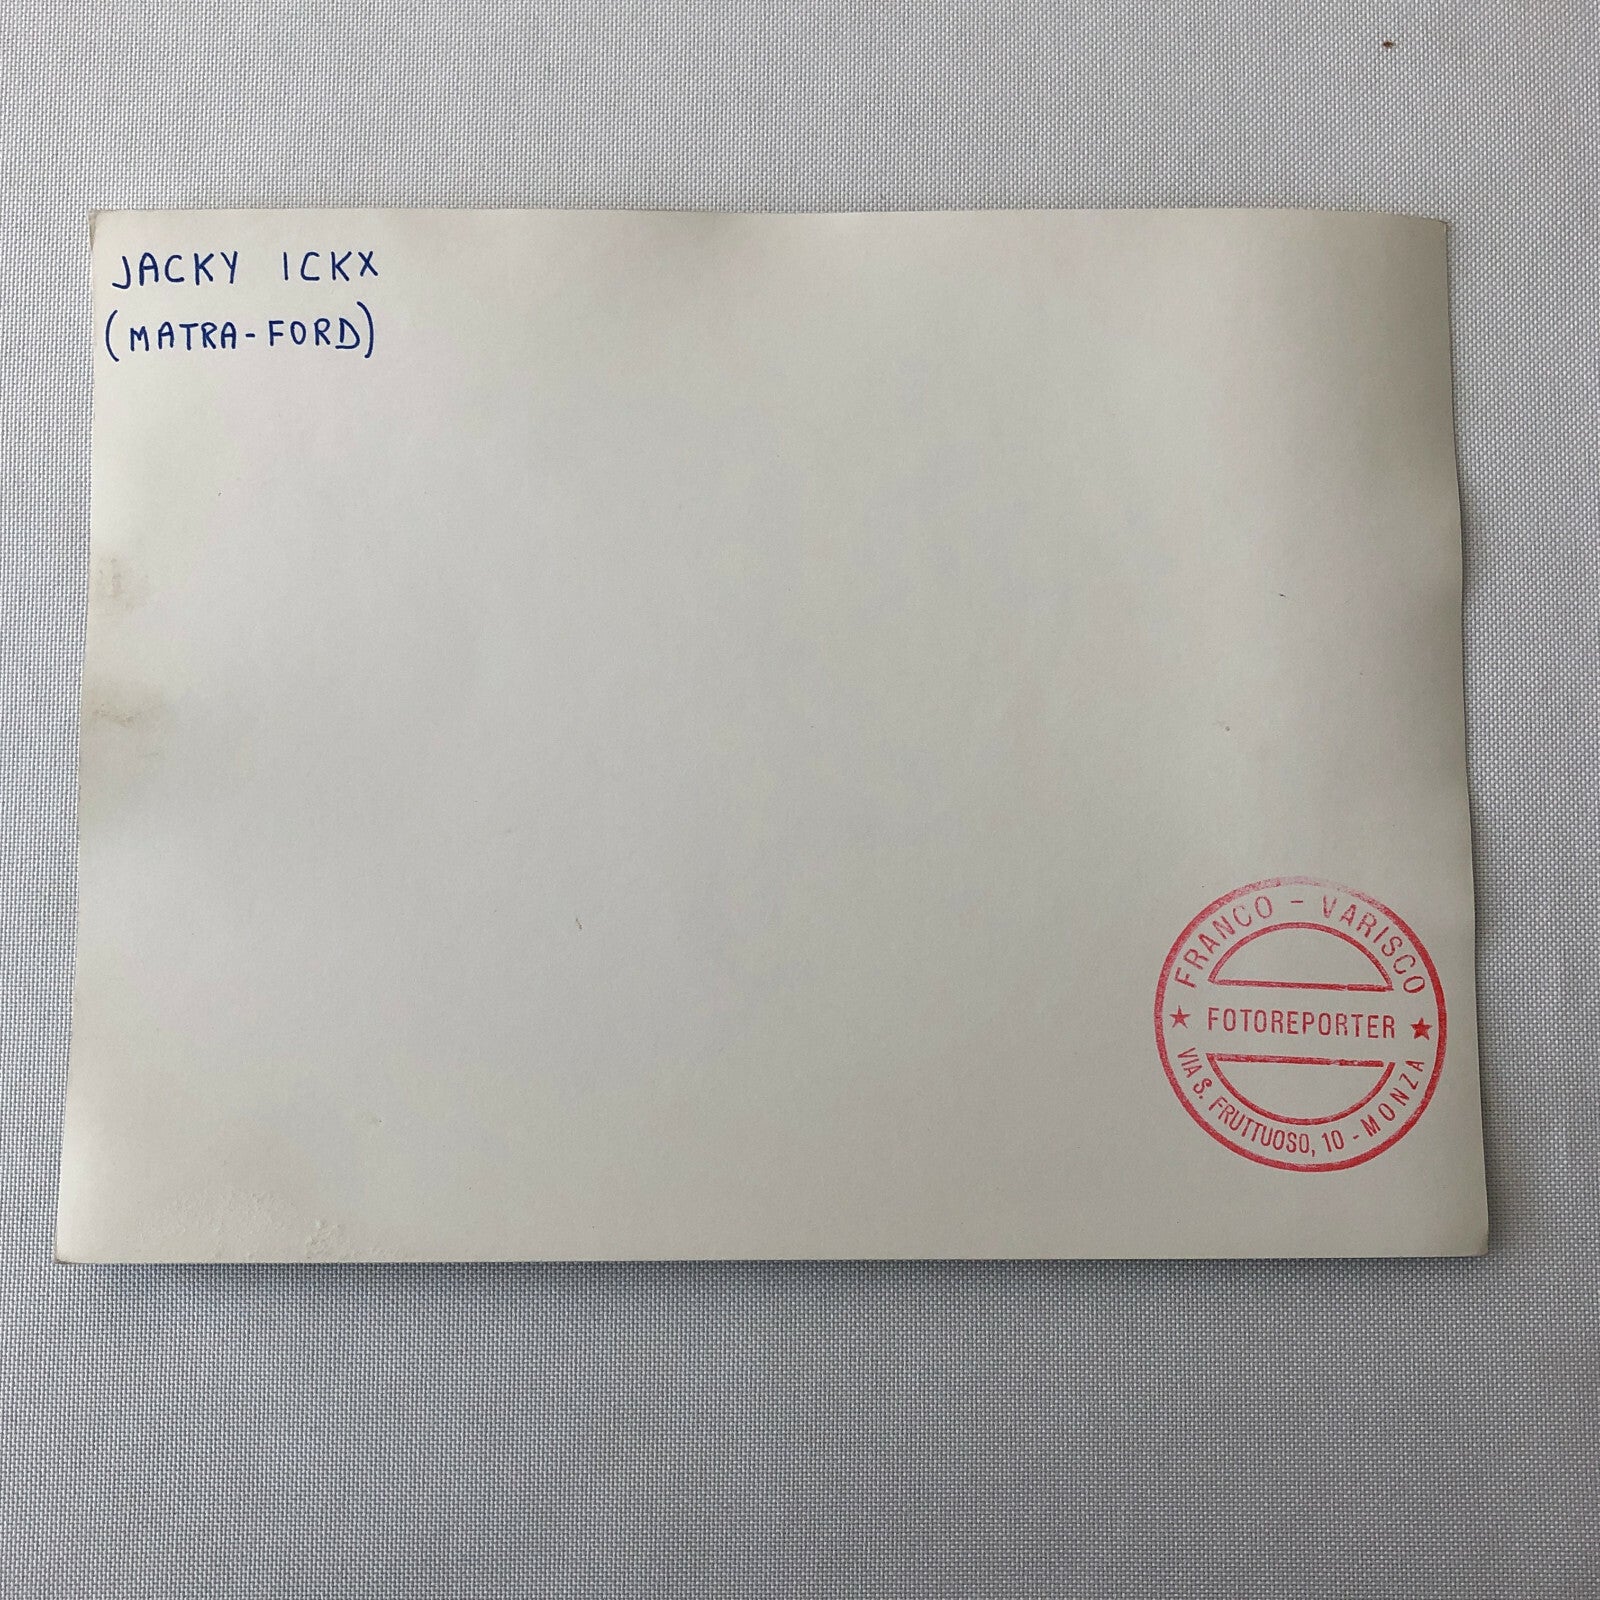 JACKY ICKX
(MATRA-FORD)
FRANCO - VARISCO
★ FOTOREPORTER ★
VIA S. FRUTTUOSO, 10 - MONZA